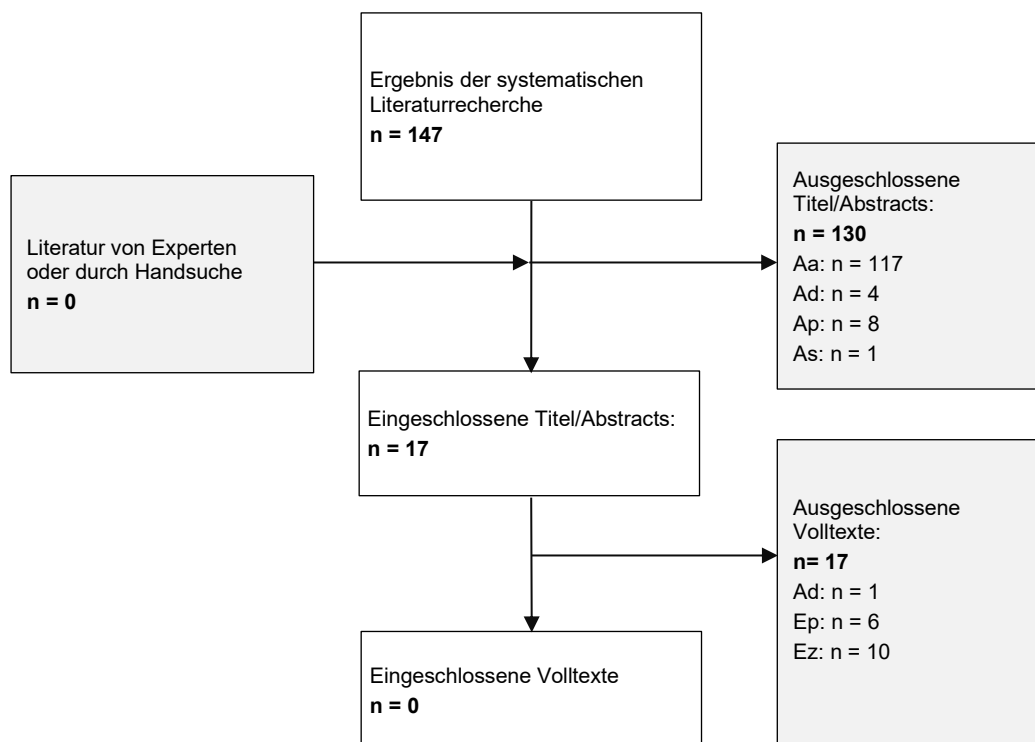 Ergebnis der systematischen
Literaturrecherche
n = 147
Literatur von Experten
oder durch Handsuche
n = 0
Ausgeschlossene
Titel/Abstracts:
n = 130
Aa: n = 117
Ad: n = 4
Ap: n = 8
As: n = 1
Eingeschlossene Titel/Abstracts:
n = 17
Ausgeschlossene
Volltexte:
n= 17
Ad: n = 1
Ep: n = 6
Ez: n = 10
Eingeschlossene Volltexte
n = 0